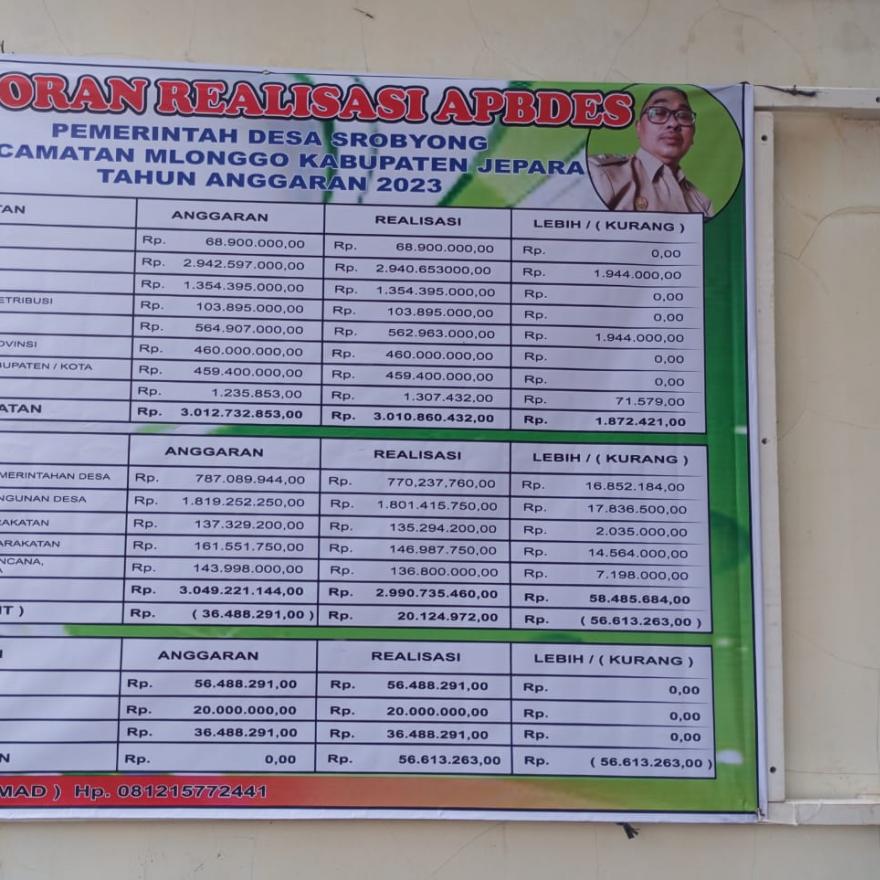 ORAN REALISASI APBDES
PEMERINTAH DESA SROBYONG
CAMATAN MLONGGO KABUPATEN JEPARA
TAHUN ANGGARAN 2023
TAN ANGGARAN REALISASI LEBIH / ( KURANG )
Rp. 68.900.000,00 Rp. 68.900.000,00 Rp. 0,00
Rp. 2.942.597.000,00 Rp. 2.940.653000,00 Rp. 1.944.000,00
Rp. 1.354.395.000,00 Rp. 1.354.395.000,00 Rp. 0,00
ETRIBUSI Rp. 103.895.000,00 Rp. 103.895.000,00 Rp. 0,00
Rp. 564.907.000,00 Rp. 562.963.000,00 Rp. 1.944.000,00
OVINSI Rp. 460.000.000,00 Rp. 460.000.000,00 Rp. 0,00
BUPATEN / KOTA Rp. 459.400.000,00 Rp. 459.400.000,00 Rp. 0,00
Rp. 1.235.853,00 Rp. 1.307.432,00 Rp. 71.579,00
ATAN Rp. 3.012.732.853,00 Rp. 3.010.860.432,00 Rp. 1.872.421,00
ANGGARAN REALISASI LEBIH / ( KURANG )
MERINTAHAN DESA Rp. 787.089.944,00 Rp. 770,237,760,00 Rp. 16.852.184,00
NGUNAN DESA Rp. 1.819.252.250,00 Rp. 1.801.415.750,00 Rp. 17.836.500,00
RAKATAN Rp. 137.329.200,00 Rp. 135.294.200,00 Rp. 2.035.000,00
ARAKATAN Rp. 161.551.750,00 Rp. 146.987.750,00 Rp. 14.564.000,00
NCANA,
A Rp. 143.998.000,00 Rp. 136.800.000,00 Rp. 7.198.000,00
Rp. 3.049.221.144,00 Rp. 2.990.735.460,00 Rp. 58.485.684,00
IT ) Rp. ( 36.488.291,00 ) Rp. 20.124.972,00 Rp. ( 56.613.263,00 )
ANGGARAN REALISASI LEBIH / ( KURANG )
Rp. 56.488.291,00 Rp. 56.488.291,00 Rp. 0,00
Rp. 20.000.000,00 Rp. 20.000.000,00 Rp. 0,00
Rp. 36.488.291,00 Rp. 36.488.291,00 Rp. 0,00
N Rp. 0,00 Rp. 56.613.263,00 Rp. ( 56.613.263,00 )
MAD ) Hp. 081215772441